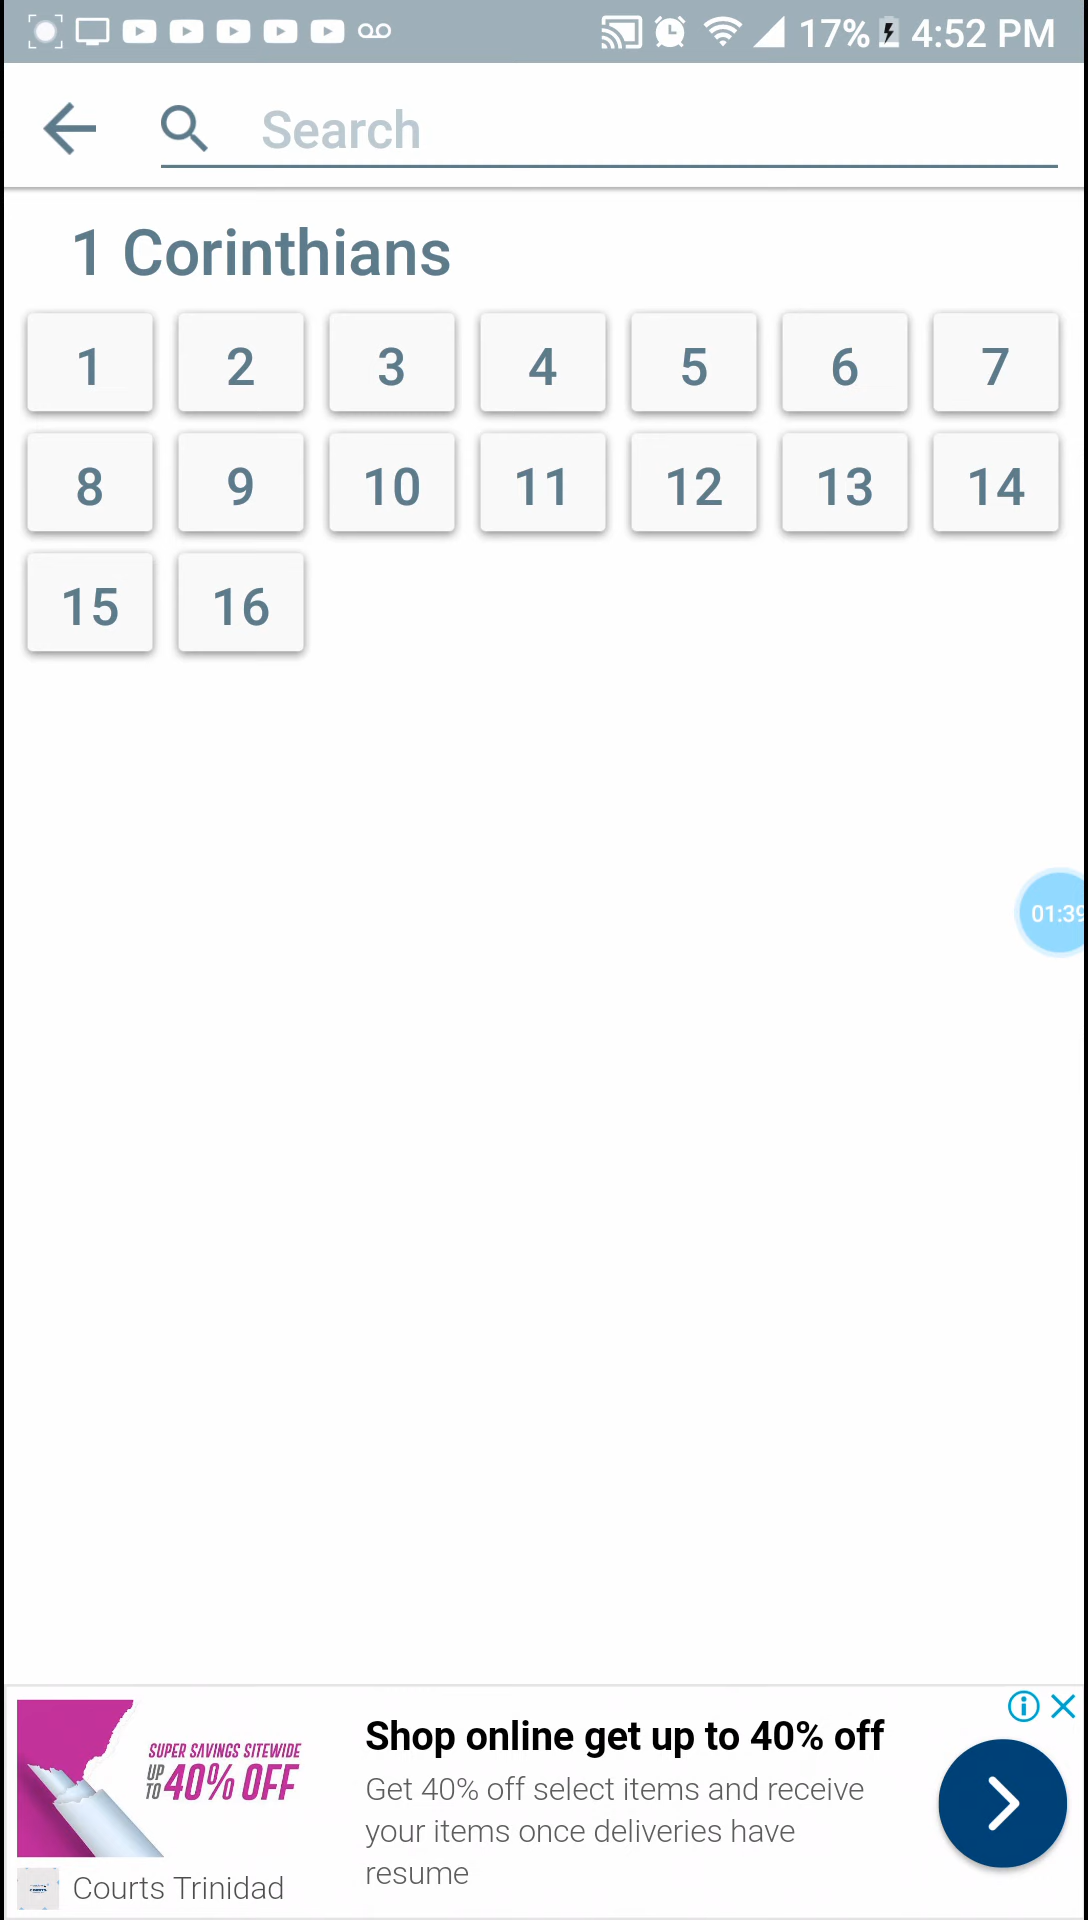 17% 4:52 PM
Search
1 Corinthians
1 2 3 4 5 6 7
8 9 10 11 12 13 14
15 16
01:39
SUPER SAVINGS SITEWIDE
UP TO 40% OFF
Courts Trinidad
Shop online get up to 40% off
Get 40% off select items and receive
your items once deliveries have
resume